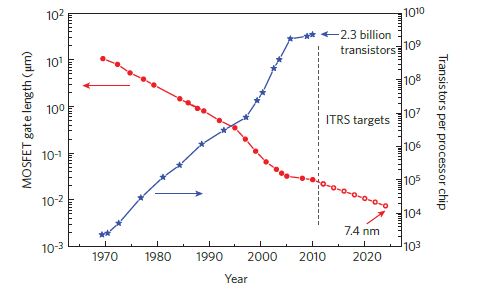 10²
10¹
10⁰
10-¹
10-²
10-³
MOSFET gate length (μm)
1970
1980
1990
2000
2010
2020
Year
10¹⁰
10⁹
10⁸
10⁷
10⁶
10⁵
10⁴
10³
Transistors per processor chip
2.3 billion
transistors
ITRS targets
7.4 nm